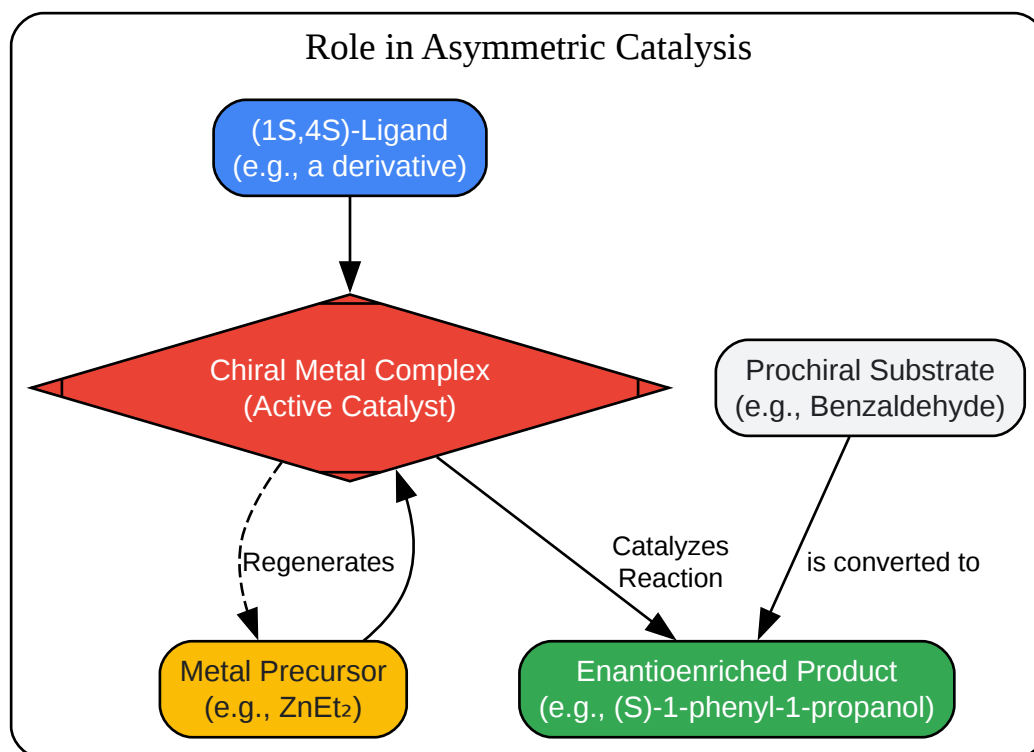 Role in Asymmetric Catalysis
(1S,4S)-Ligand
(e.g., a derivative)
Chiral Metal Complex
(Active Catalyst)
Prochiral Substrate
(e.g., Benzaldehyde)
Regenerates
Catalyzes
Reaction
is converted to
Metal Precursor
(e.g., ZnEt₂)
Enantioenriched Product
(e.g., (S)-1-phenyl-1-propanol)